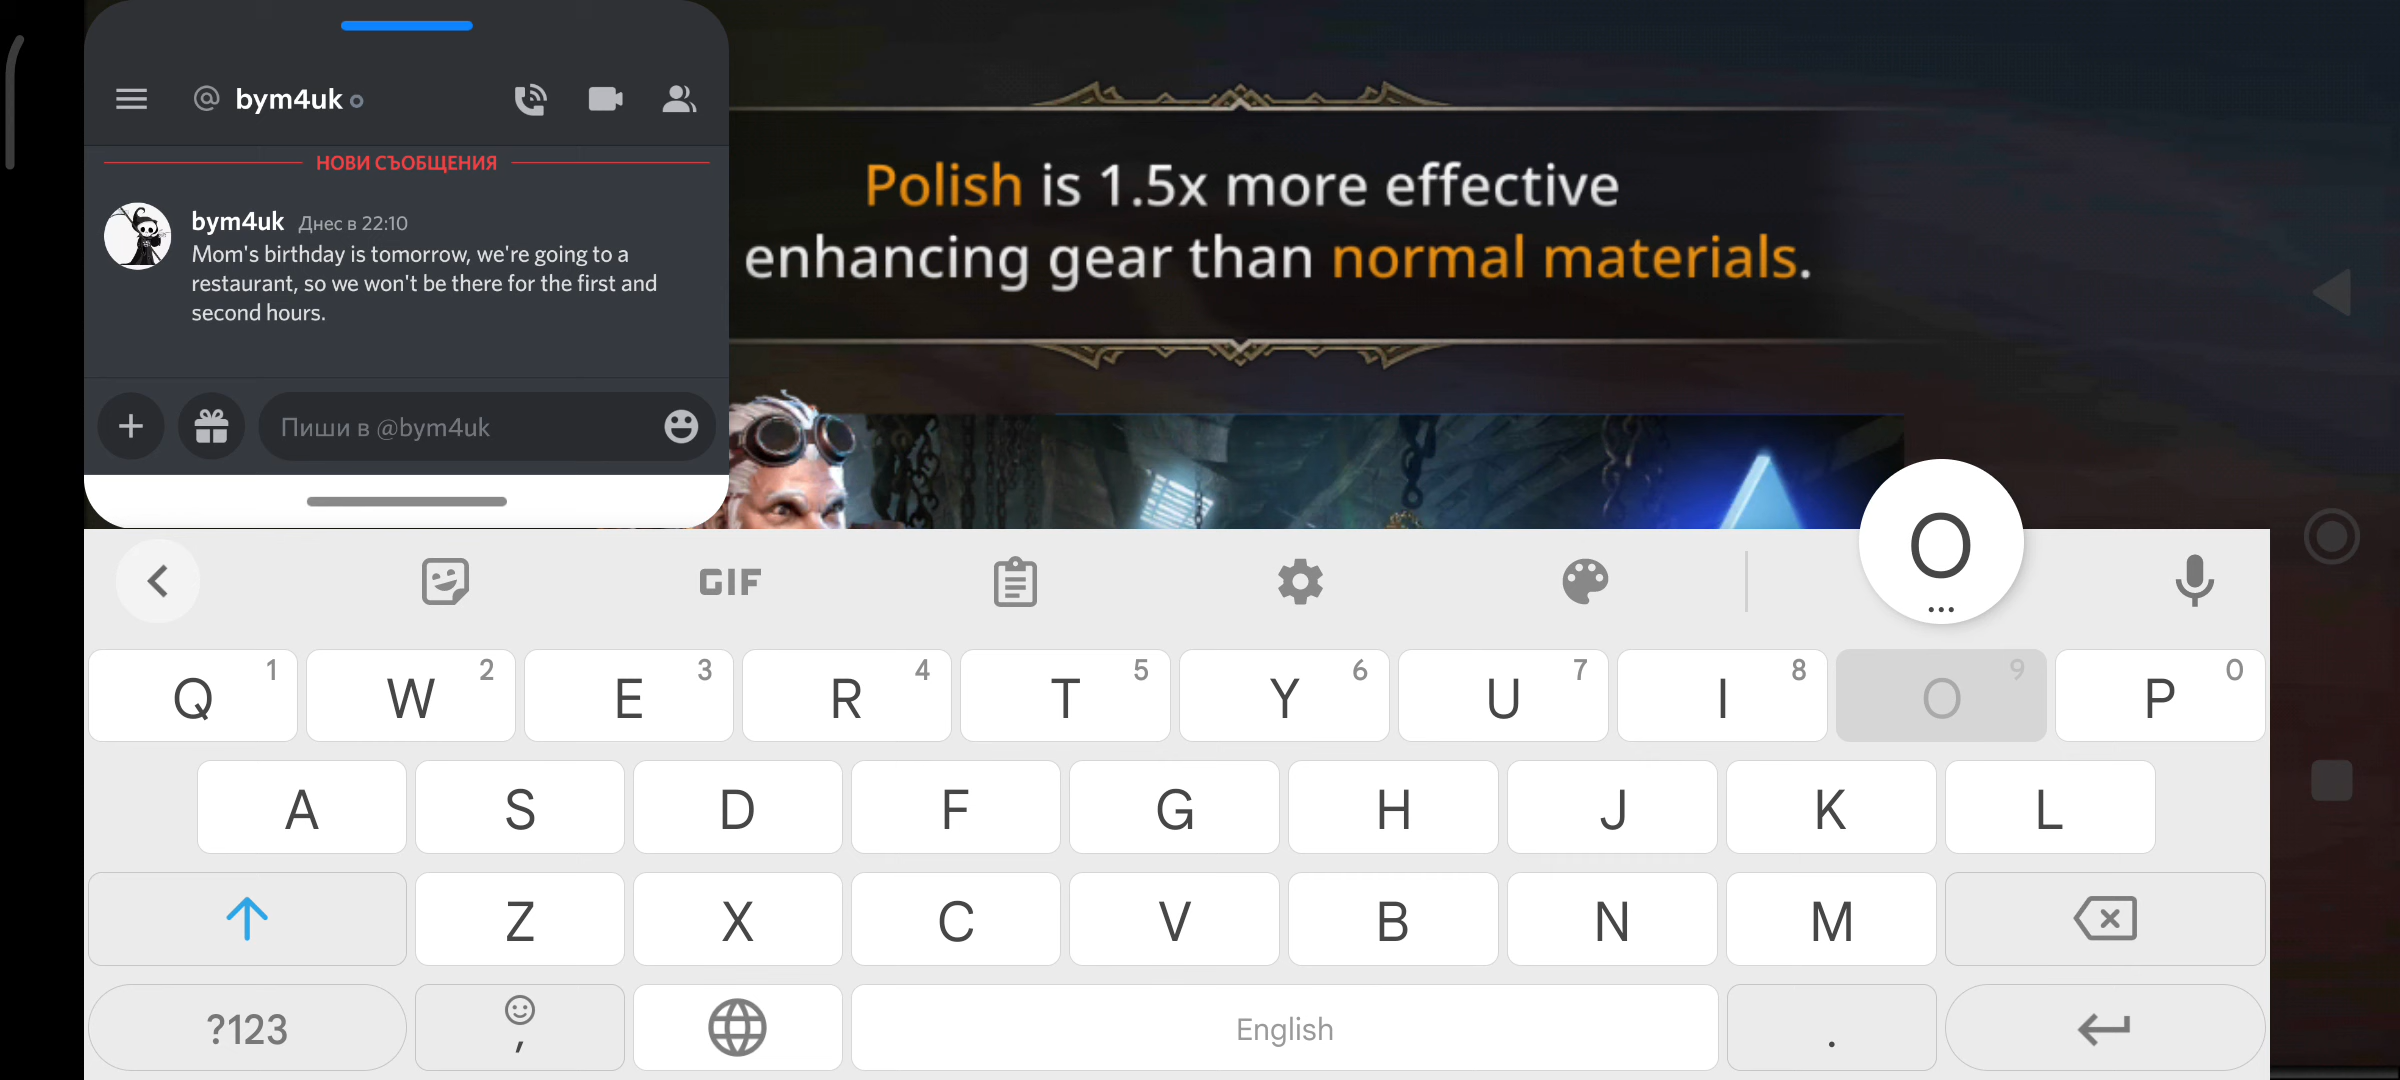 @ bym4uk
НОВИ СЪОБЩЕНИЯ
bym4uk Днес в 22:10
Mom's birthday is tomorrow, we're going to a
restaurant, so we won't be there for the first and
second hours.
Пиши в @bym4uk
Polish is 1.5x more effective
enhancing gear than normal materials.
GIF
O
...
Q 1 W 2 E 3 R 4 T 5 Y 6 U 7 I 8 O 9 P 0
A S D F G H J K L
Z X C V B N M
?123 , English .